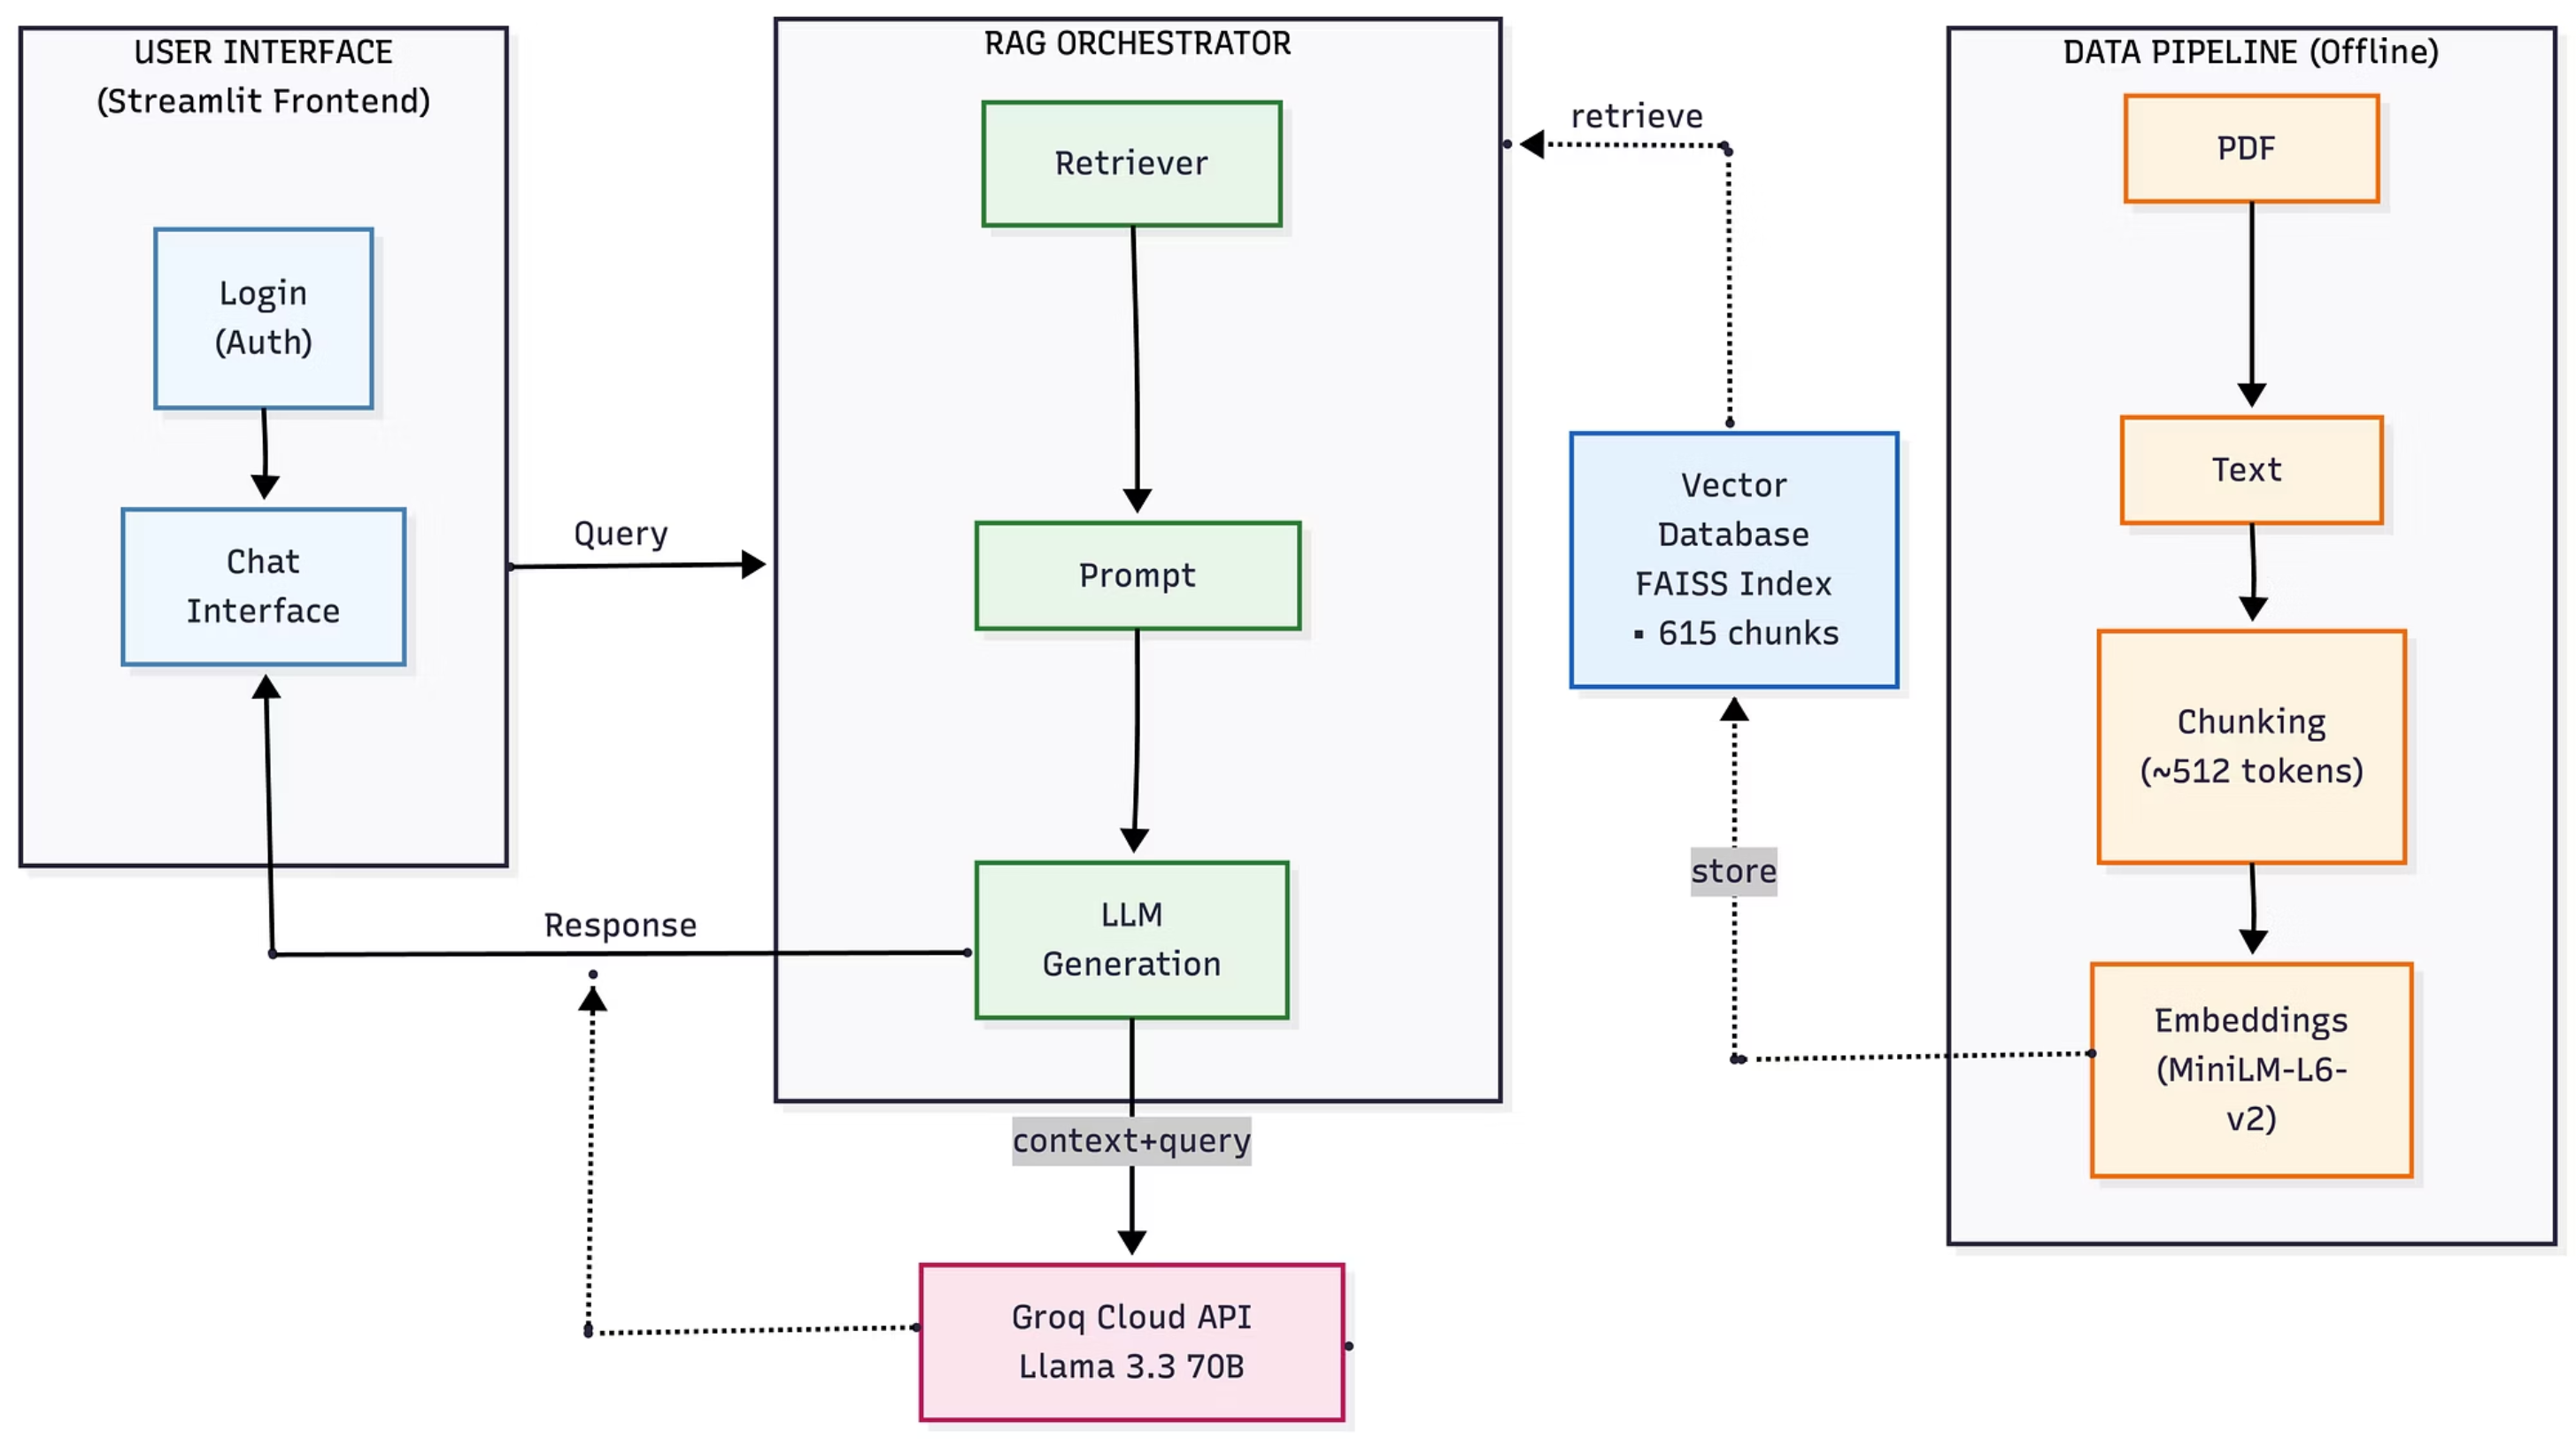 USER INTERFACE
(Streamlit Frontend)
Login
(Auth)
Chat
Interface
Query
Response
RAG ORCHESTRATOR
Retriever
Prompt
LLM
Generation
context+query
Groq Cloud API
Llama 3.3 70B
retrieve
Vector
Database
FAISS Index
▪ 615 chunks
store
DATA PIPELINE (Offline)
PDF
Text
Chunking
(~512 tokens)
Embeddings
(MiniLM-L6-
v2)